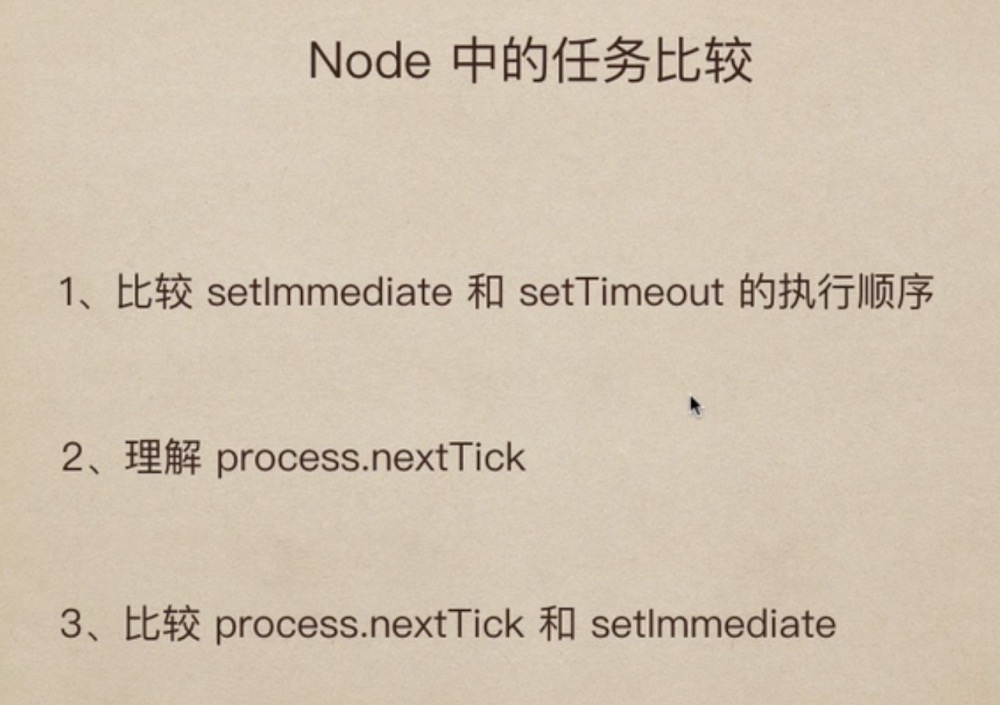 Node 中的任务比较
1、比较 setImmediate 和 setTimeout 的执行顺序
2、理解 process.nextTick
3、比较 process.nextTick 和 setImmediate